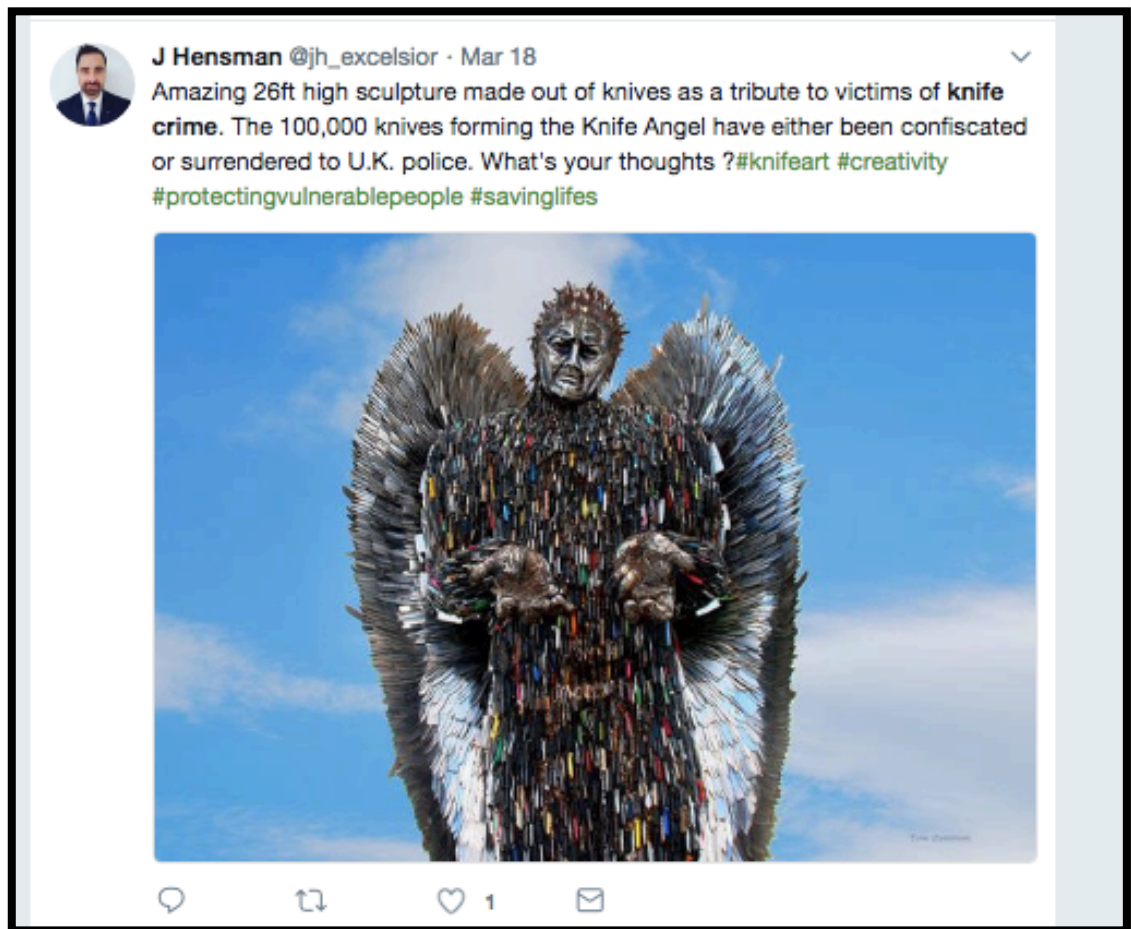 J Hensman @jh_excelsior · Mar 18
Amazing 26ft high sculpture made out of knives as a tribute to victims of knife
crime. The 100,000 knives forming the Knife Angel have either been confiscated
or surrendered to U.K. police. What's your thoughts ?#knifeart #creativity
#protectingvulnerablepeople #savinglifes
1